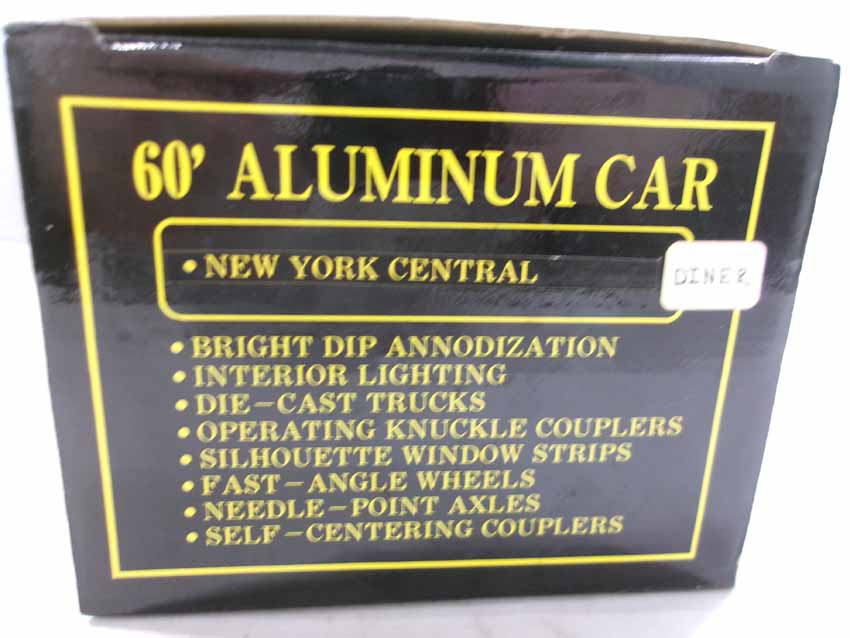 60' ALUMINUM CAR
• NEW YORK CENTRAL
DINER
• BRIGHT DIP ANNODIZATION
• INTERIOR LIGHTING
• DIE-CAST TRUCKS
• OPERATING KNUCKLE COUPLERS
• SILHOUETTE WINDOW STRIPS
• FAST-ANGLE WHEELS
• NEEDLE-POINT AXLES
• SELF-CENTERING COUPLERS